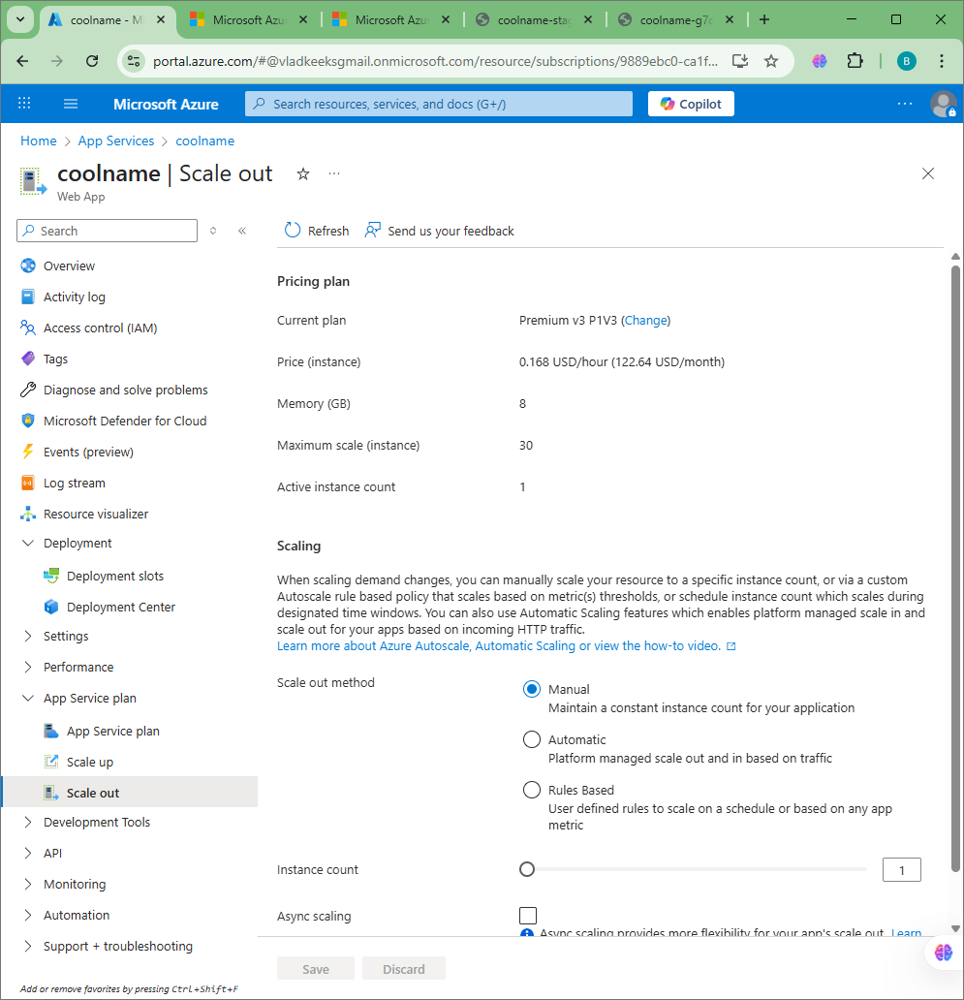 coolname - Mi
Microsoft Azu
Microsoft Azu
coolname-stag
coolname-g7c
portal.azure.com/#@vladkeeksgmail.onmicrosoft.com/resource/subscriptions/9889ebc0-ca1f...
B
Microsoft Azure
Search resources, services, and docs (G+/)
Copilot
Home > App Services > coolname
coolname | Scale out
Web App
Search
Refresh
Send us your feedback
Overview
Activity log
Access control (IAM)
Tags
Diagnose and solve problems
Microsoft Defender for Cloud
Events (preview)
Log stream
Resource visualizer
Deployment
Deployment slots
Deployment Center
Settings
Performance
App Service plan
App Service plan
Scale up
Scale out
Development Tools
API
Monitoring
Automation
Support + troubleshooting
Add or remove favorites by pressing Ctrl+Shift+F
Pricing plan
Current plan Premium v3 P1V3 (Change)
Price (instance) 0.168 USD/hour (122.64 USD/month)
Memory (GB) 8
Maximum scale (instance) 30
Active instance count 1
Scaling
When scaling demand changes, you can manually scale your resource to a specific instance count, or via a custom
Autoscale rule based policy that scales based on metric(s) thresholds, or schedule instance count which scales during
designated time windows. You can also use Automatic Scaling features which enables platform managed scale in and
scale out for your apps based on incoming HTTP traffic.
Learn more about Azure Autoscale, Automatic Scaling or view the how-to video.
Scale out method
Manual
Maintain a constant instance count for your application
Automatic
Platform managed scale out and in based on traffic
Rules Based
User defined rules to scale on a schedule or based on any app
metric
Instance count 1
Async scaling
Async scaling provides more flexibility for your app's scale out. Learn
Save
Discard